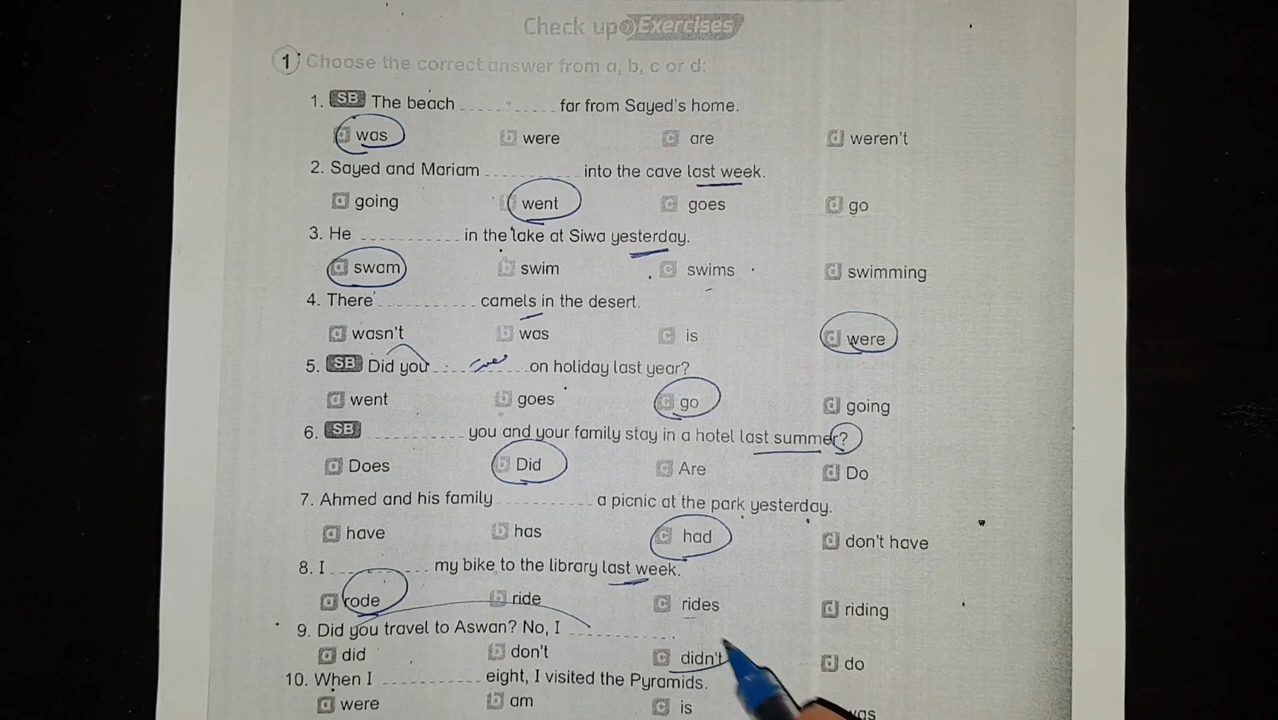 Check up Exercises
1 Choose the correct answer from a, b, c or d:
1. SB The beach __________ far from Sayed's home.
a was b were c are d weren't
2. Sayed and Mariam __________ into the cave last week.
a going b went c goes d go
3. He __________ in the lake at Siwa yesterday.
a swam b swim c swims d swimming
4. There __________ camels in the desert.
a wasn't b was c is d were
5. SB Did you __________ on holiday last year?
a went b goes c go d going
6. SB __________ you and your family stay in a hotel last summer?
a Does b Did c Are d Do
7. Ahmed and his family __________ a picnic at the park yesterday.
a have b has c had d don't have
8. I __________ my bike to the library last week.
a rode b ride c rides d riding
9. Did you travel to Aswan? No, I __________.
a did b don't c didn't d do
10. When I __________ eight, I visited the Pyramids.
a were b am c is was